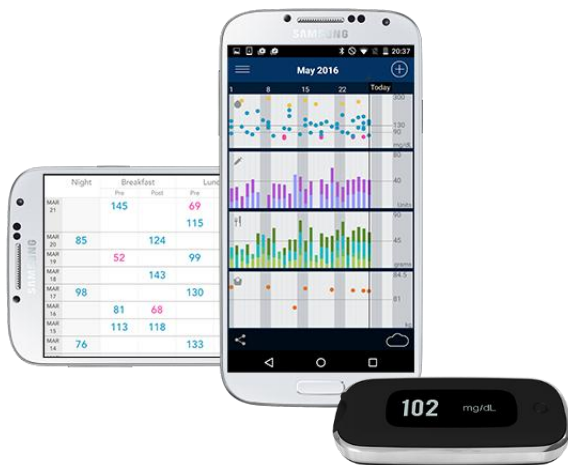 SAMSUNG
20:37
May 2016
1 8 15 22 Today
300
130
90
mg/dL
80
40
Units
90
45
grams
84.5
81
Night Breakfast Lunc
Pre Post Pre
MAR 21 145 69
115
MAR 20 85 124
MAR 19 52 99
MAR 18 143
MAR 17 98 130
MAR 16 81 68
MAR 15 113 118
MAR 14 76 133
SAMSUNG
102 mg/dL